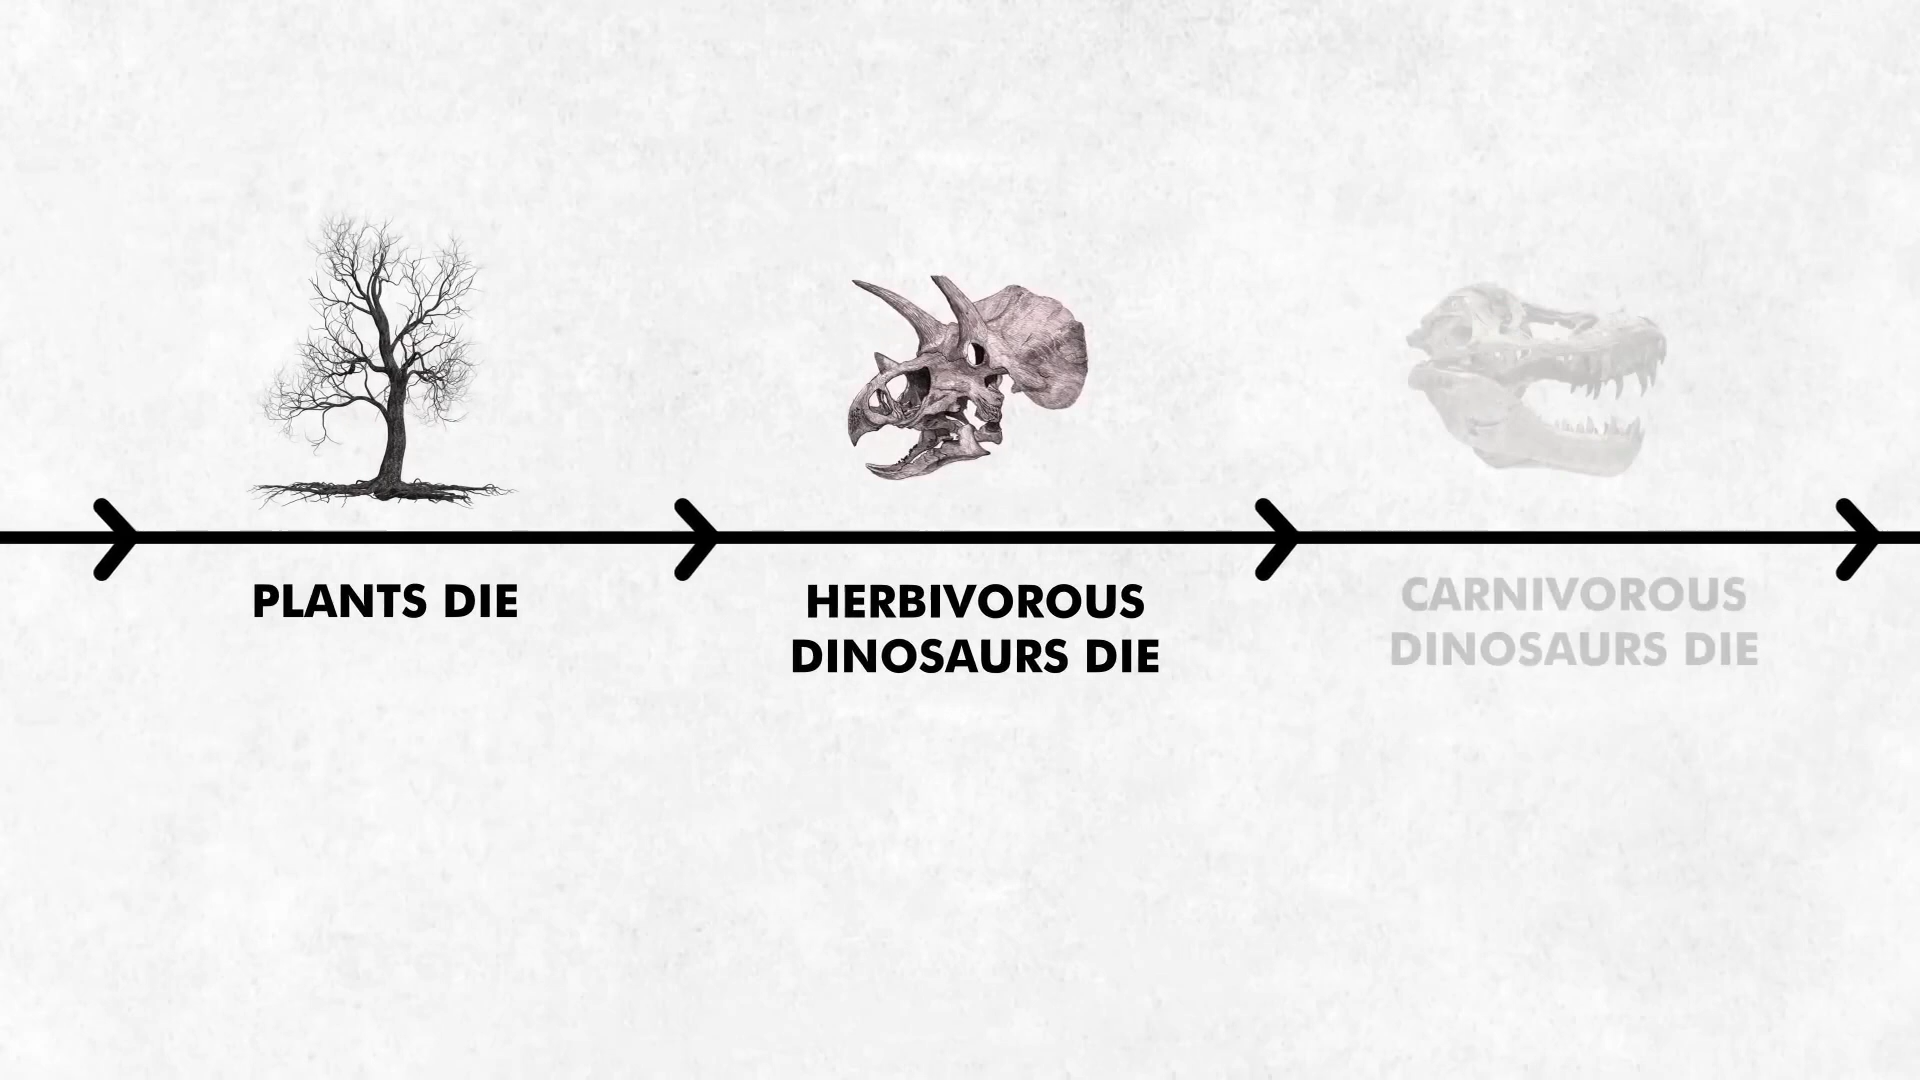 PLANTS DIE
HERBIVOROUS
DINOSAURS DIE
CARNIVOROUS
DINOSAURS DIE